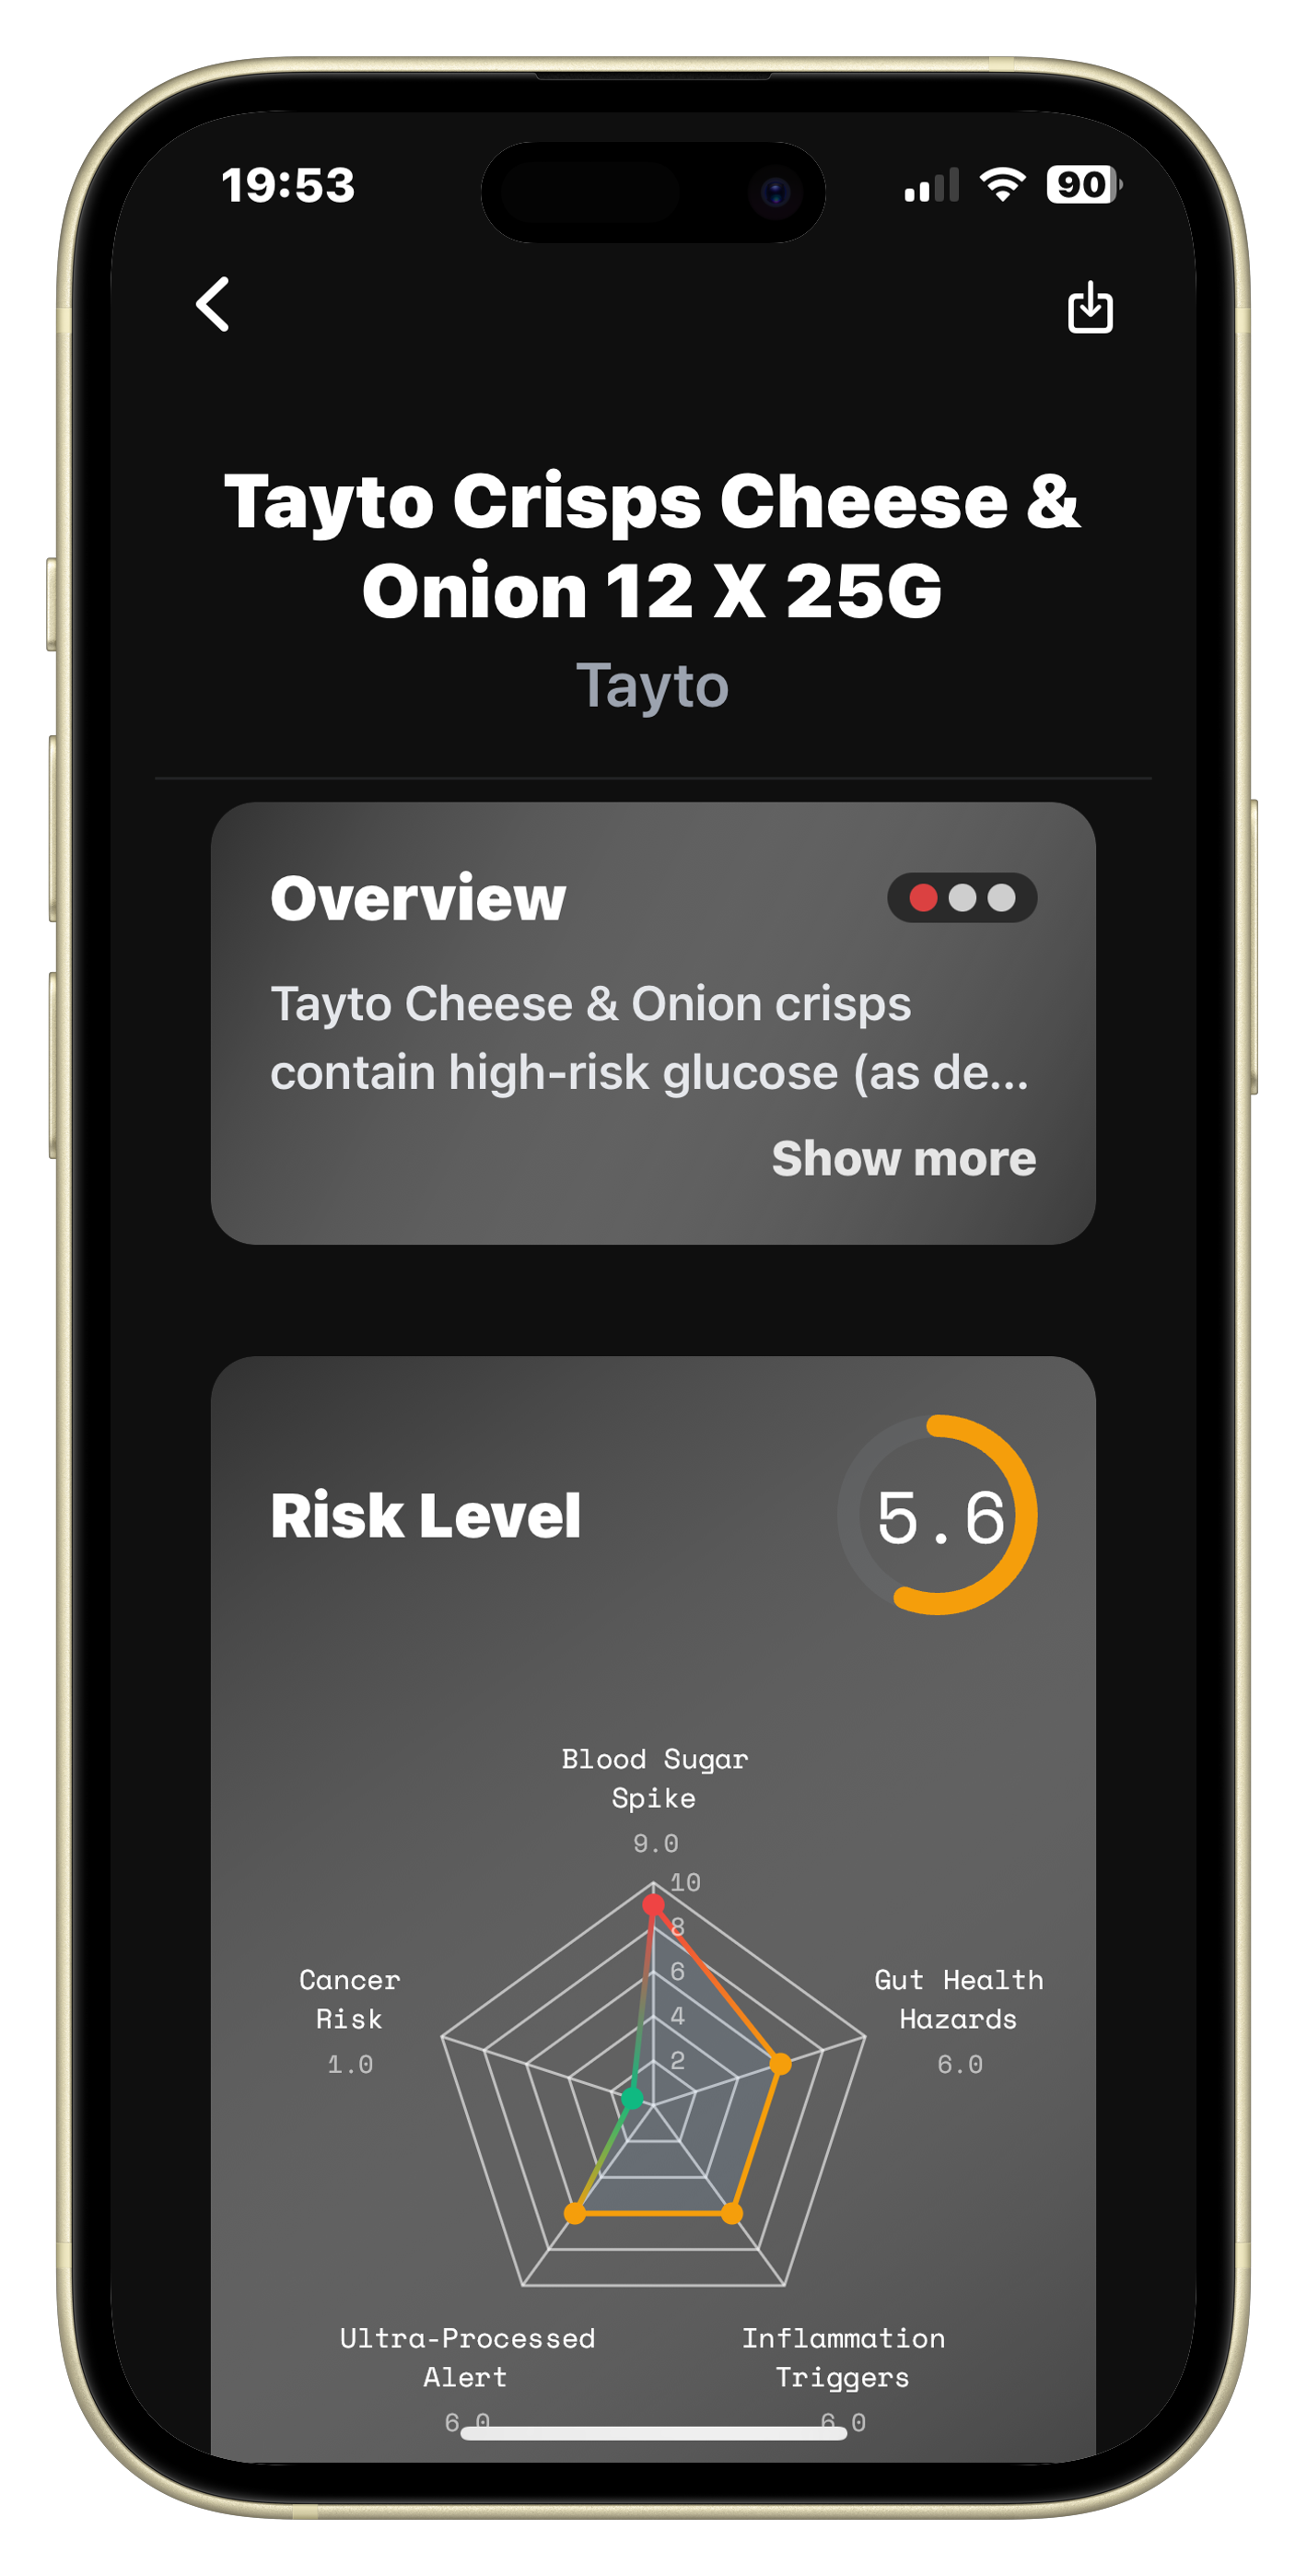 19:53
90
Tayto Crisps Cheese &
Onion 12 X 25G
Tayto
Overview
Tayto Cheese & Onion crisps
contain high-risk glucose (as de...
Show more
Risk Level
5.6
Blood Sugar
Spike
9.0
10
8
6
4
2
Cancer
Risk
1.0
Gut Health
Hazards
6.0
Ultra-Processed
Alert
6.0
Inflammation
Triggers
6.0